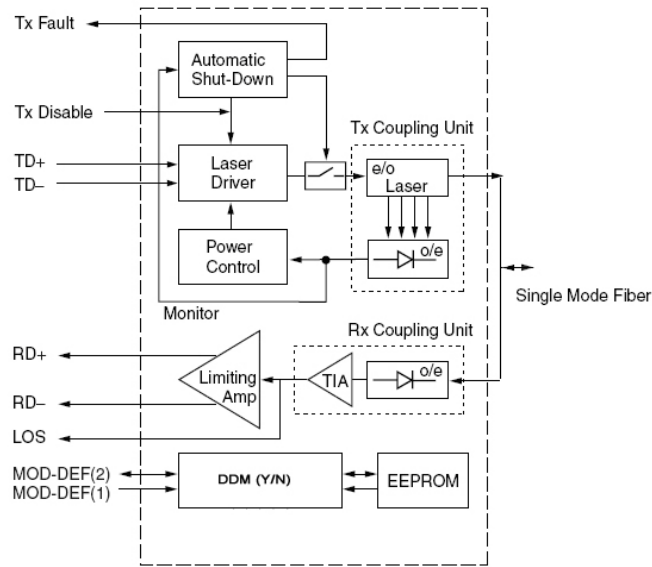 Tx Fault
Automatic
Shut-Down
Tx Disable
Tx Coupling Unit
TD+
TD–
Laser
Driver
e/o
Laser
Power
Control
o/e
Monitor
Single Mode Fiber
Rx Coupling Unit
RD+
RD–
Limiting
Amp
TIA
o/e
LOS
MOD-DEF(2)
MOD-DEF(1)
DDM (Y/N)
EEPROM